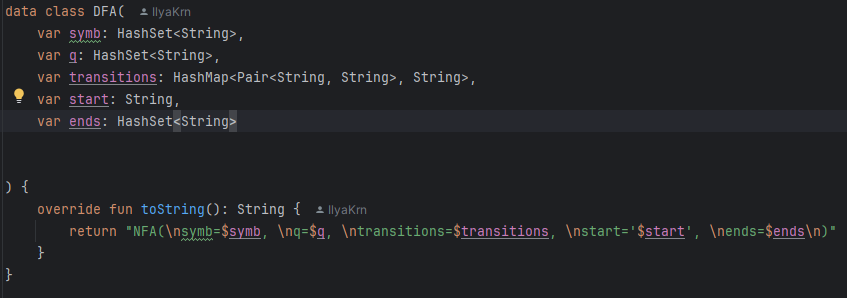 data class DFA( IlyaKrn
    var symb: HashSet<String>,
    var q: HashSet<String>,
    var transitions: HashMap<Pair<String, String>, String>,
    var start: String,
    var ends: HashSet<String>
) {
    override fun toString(): String { IlyaKrn
        return "NFA(\nsymb=$symb, \nq=$q, \ntransitions=$transitions, \nstart='$start', \nends=$ends\n)"
    }
}